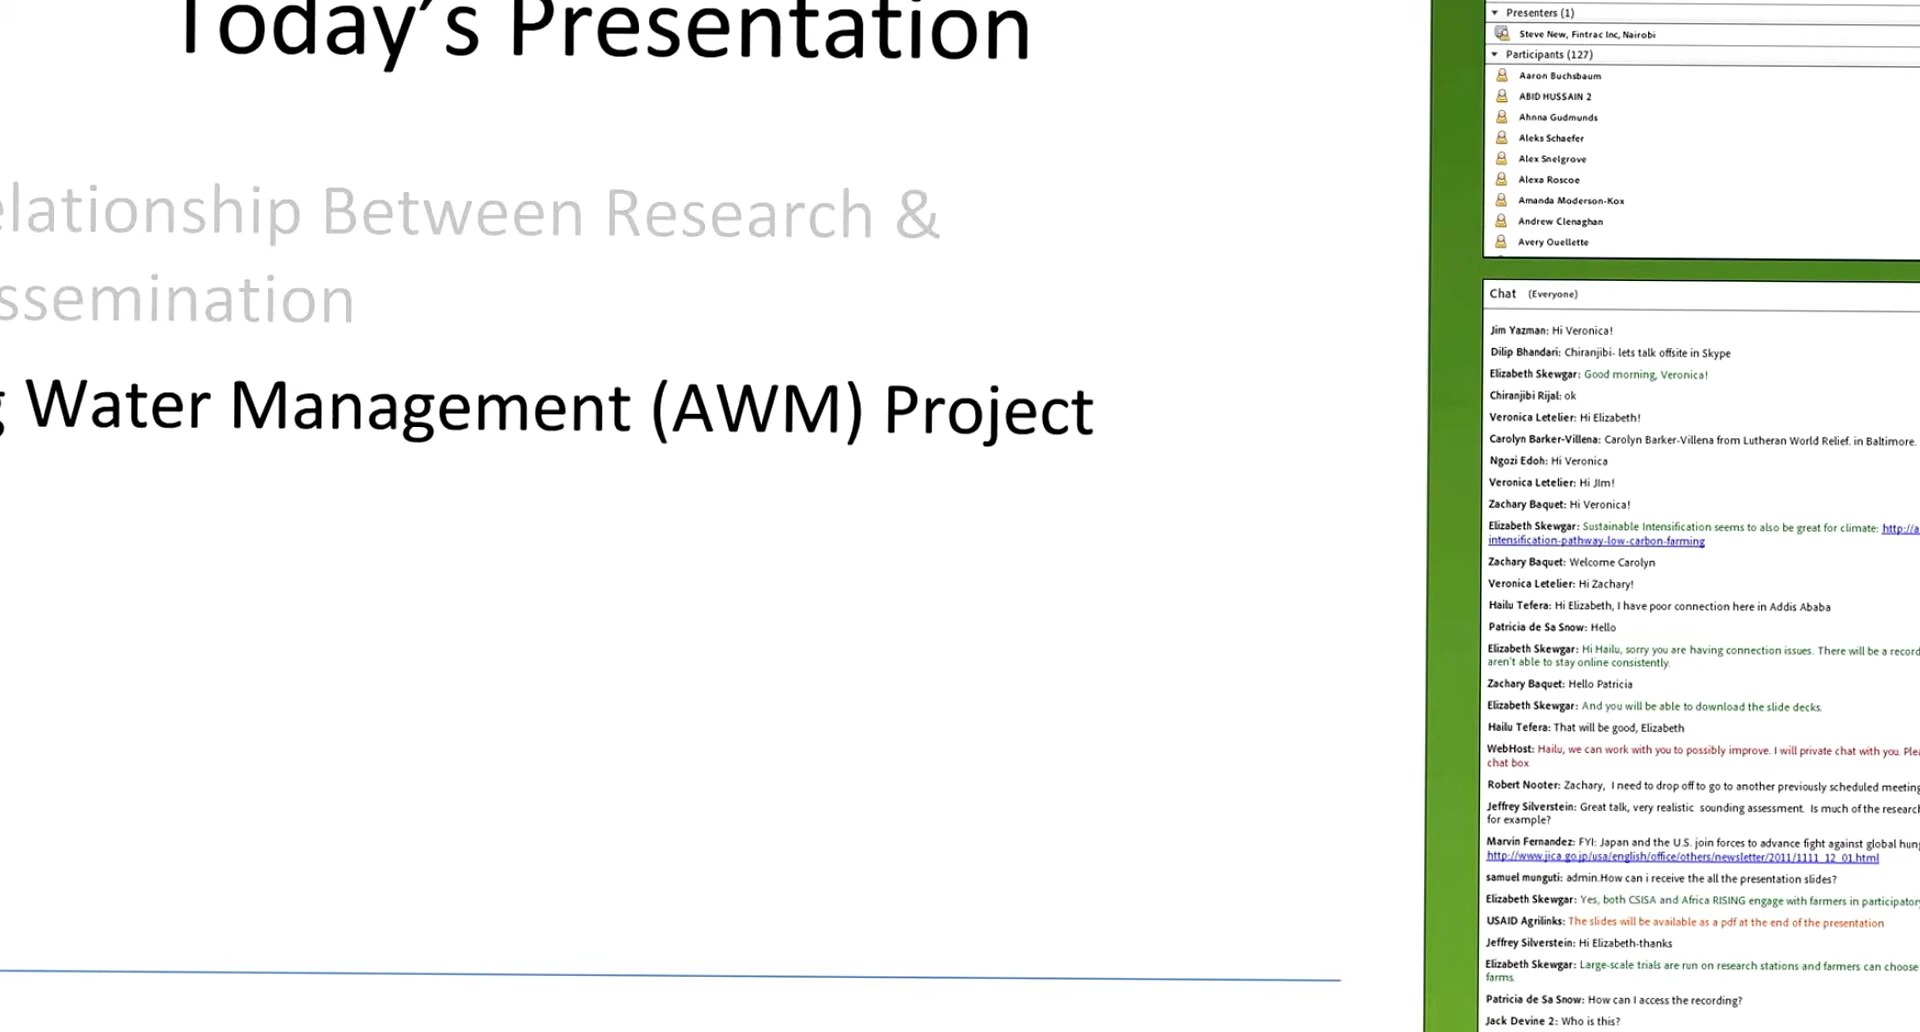 Today's Presentation
elationship Between Research &
ssemination
g Water Management (AWM) Project
Presenters (1)
Steve New, Fintrac Inc, Nairobi
Participants (127)
Aaron Buchsbaum
ABID HUSSAIN 2
Ahnna Gudmunds
Aleks Schaefer
Alex Snelgrove
Alexa Roscoe
Amanda Moderson-Kox
Andrew Clenaghan
Avery Ouellette
Chat (Everyone)
Jim Yazman: Hi Veronica!
Dilip Bhandari: Chiranjibi- lets talk offsite in Skype
Elizabeth Skewgar: Good morning, Veronica!
Chiranjibi Rijal: ok
Veronica Letelier: Hi Elizabeth!
Carolyn Barker-Villena: Carolyn Barker-Villena from Lutheran World Relief. in Baltimore.
Ngozi Edoh: Hi Veronica
Veronica Letelier: Hi JIm!
Zachary Baquet: Hi Veronica!
Elizabeth Skewgar: Sustainable Intensification seems to also be great for climate: http://a
intensification-pathway-low-carbon-farming
Zachary Baquet: Welcome Carolyn
Veronica Letelier: Hi Zachary!
Hailu Tefera: Hi Elizabeth, I have poor connection here in Addis Ababa
Patricia de Sa Snow: Hello
Elizabeth Skewgar: Hi Hailu, sorry you are having connection issues. There will be a record
aren't able to stay online consistently.
Zachary Baquet: Hello Patricia
Elizabeth Skewgar: And you will be able to download the slide decks.
Hailu Tefera: That will be good, Elizabeth
WebHost: Hailu, we can work with you to possibly improve. I will private chat with you. Plea
chat box
Robert Nooter: Zachary, I need to drop off to go to another previously scheduled meeting
Jeffrey Silverstein: Great talk, very realistic sounding assessment. Is much of the research
for example?
Marvin Fernandez: FYI: Japan and the U.S. join forces to advance fight against global hung
http://www.jica.go.jp/usa/english/office/others/newsletter/2011/1111_12_01.html
samuel munguti: admin.How can i receive the all the presentation slides?
Elizabeth Skewgar: Yes, both CSISA and Africa RISING engage with farmers in participatory
USAID Agrilinks: The slides will be available as a pdf at the end of the presentation
Jeffrey Silverstein: Hi Elizabeth-thanks
Elizabeth Skewgar: Large-scale trials are run on research stations and farmers can choose
farms.
Patricia de Sa Snow: How can I access the recording?
Jack Devine 2: Who is this?